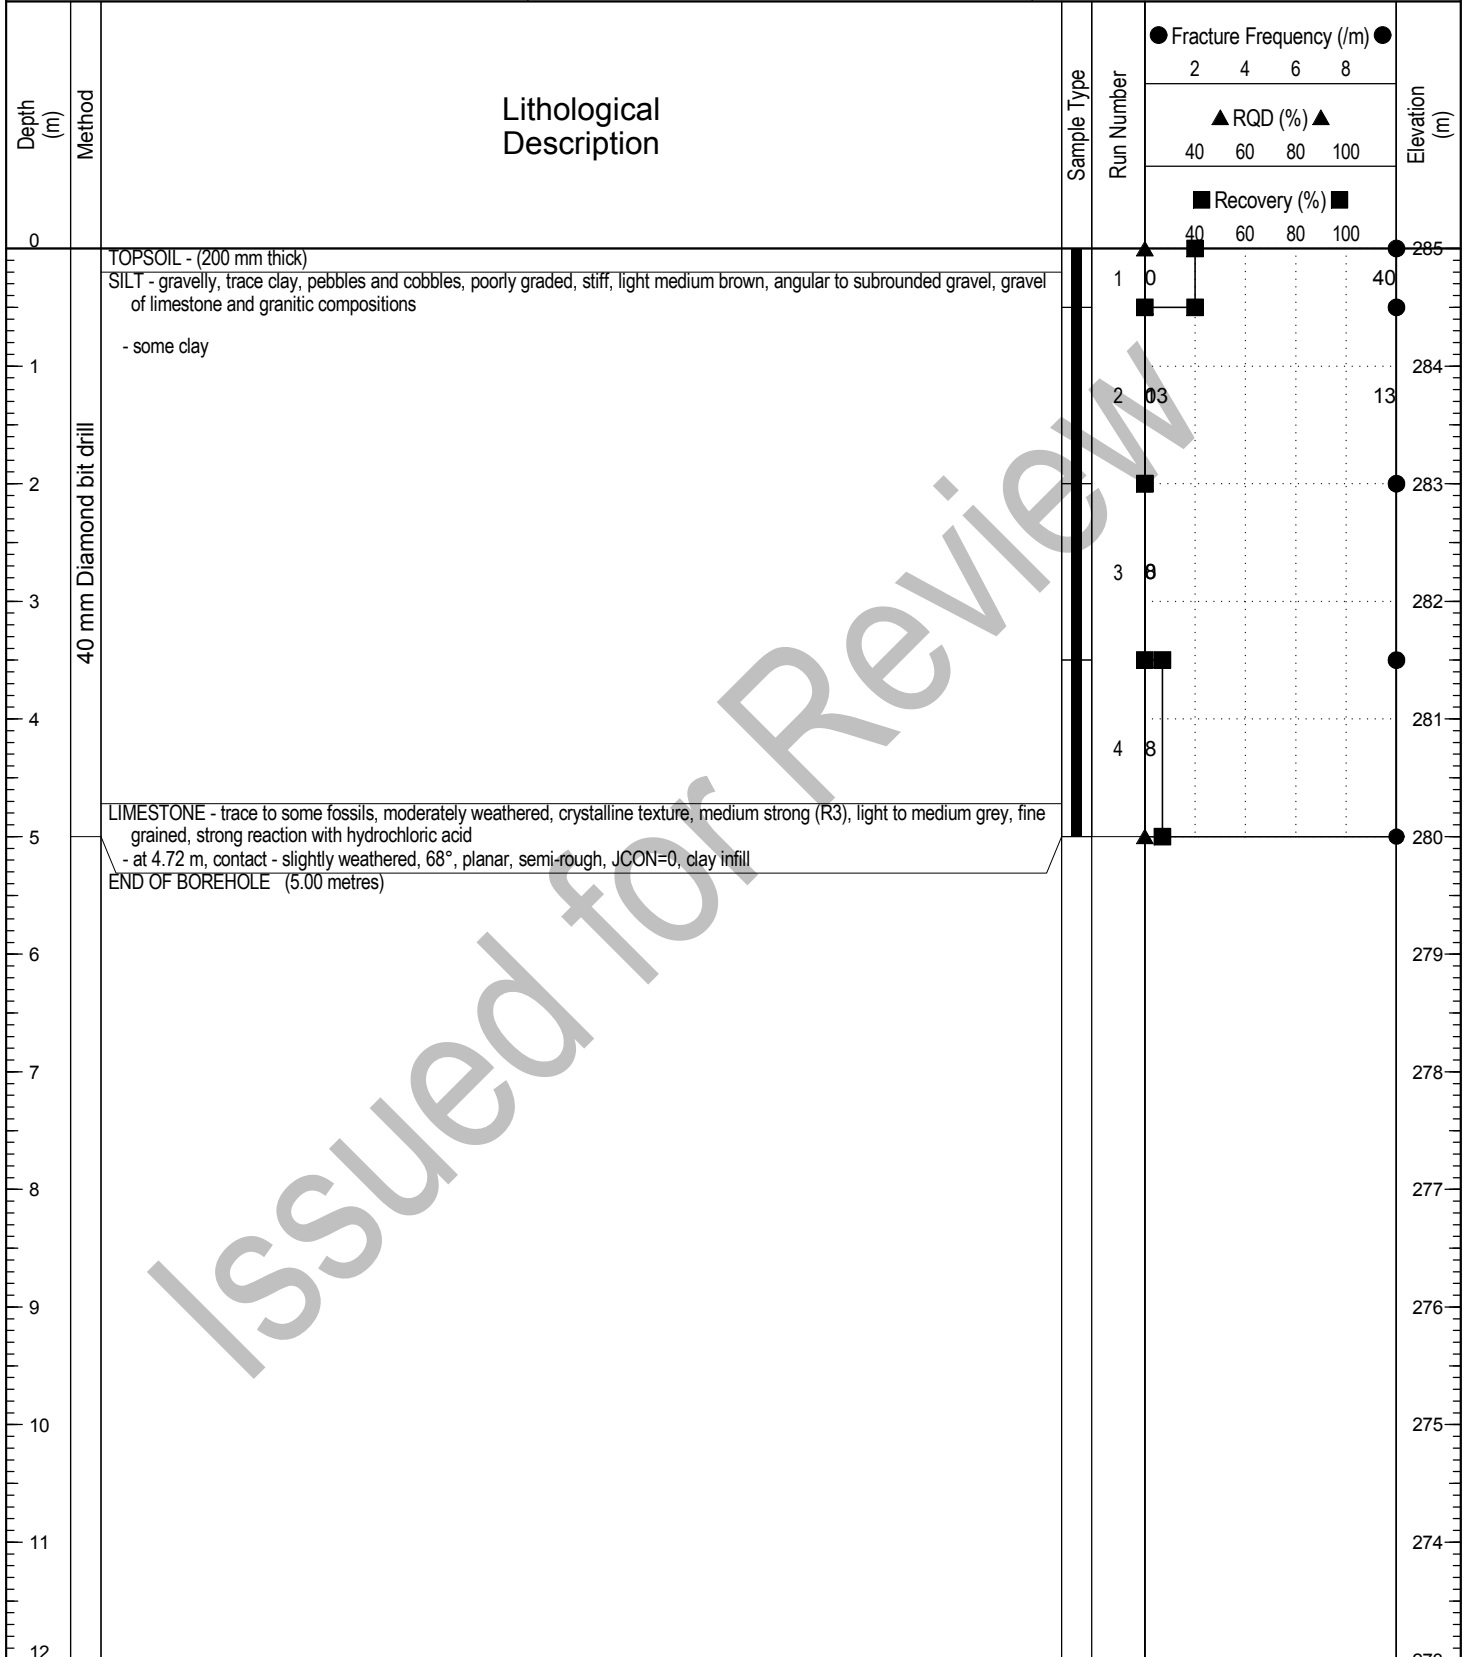 Depth
(m)
Method
Lithological
Description
Sample Type
Run Number
● Fracture Frequency (/m) ●
2 4 6 8
▲ RQD (%) ▲
40 60 80 100
■ Recovery (%) ■
40 60 80 100
Elevation
(m)
0
285
TOPSOIL - (200 mm thick)
SILT - gravelly, trace clay, pebbles and cobbles, poorly graded, stiff, light medium brown, angular to subrounded gravel, gravel
of limestone and granitic compositions
1 0 40
- some clay
1
284
2 13
2
283
40 mm Diamond bit drill
3
3
282
4
281
4 8
LIMESTONE - trace to some fossils, moderately weathered, crystalline texture, medium strong (R3), light to medium grey, fine
grained, strong reaction with hydrochloric acid
5
280
- at 4.72 m, contact - slightly weathered, 68°, planar, semi-rough, JCON=0, clay infill
END OF BOREHOLE (5.00 metres)
6
279
7
278
8
277
9
276
10
275
11
274
12
Issued for Review